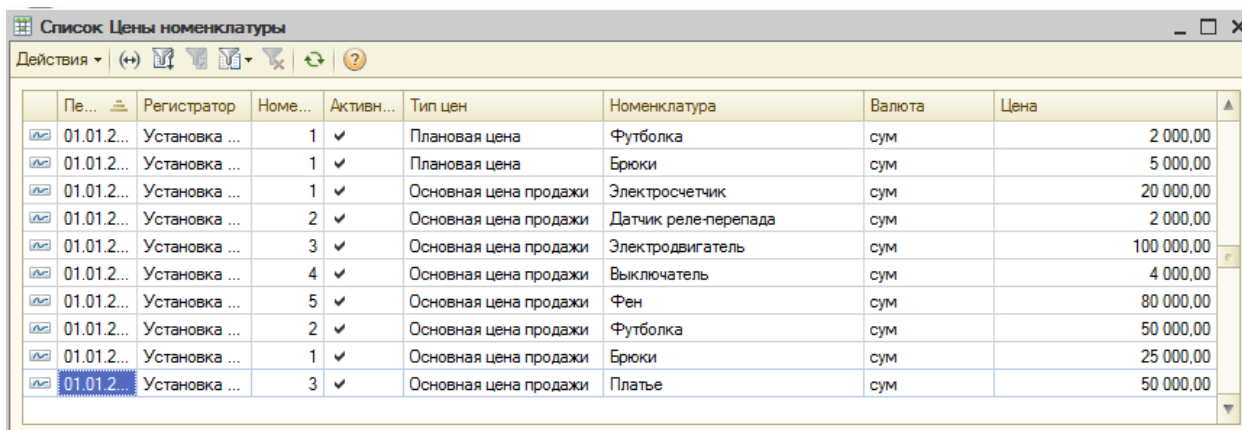 Список Цены номенклатуры
Действия
Пе... Регистратор Номе... Активн... Тип цен Номенклатура Валюта Цена
01.01.2... Установка ... 1 Плановая цена Футболка сум 2 000,00
01.01.2... Установка ... 1 Плановая цена Брюки сум 5 000,00
01.01.2... Установка ... 1 Основная цена продажи Электросчетчик сум 20 000,00
01.01.2... Установка ... 2 Основная цена продажи Датчик реле-перепада сум 2 000,00
01.01.2... Установка ... 3 Основная цена продажи Электродвигатель сум 100 000,00
01.01.2... Установка ... 4 Основная цена продажи Выключатель сум 4 000,00
01.01.2... Установка ... 5 Основная цена продажи Фен сум 80 000,00
01.01.2... Установка ... 2 Основная цена продажи Футболка сум 50 000,00
01.01.2... Установка ... 1 Основная цена продажи Брюки сум 25 000,00
01.01.2... Установка ... 3 Основная цена продажи Платье сум 50 000,00